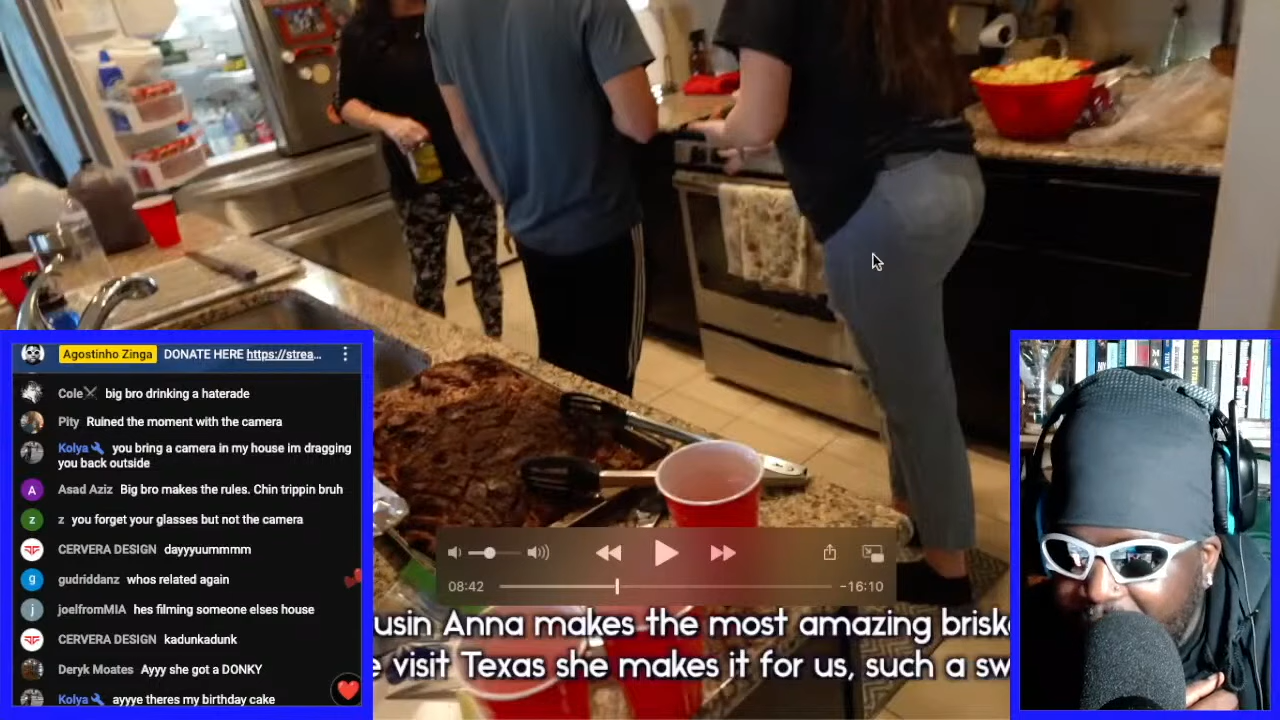 Agostinho Zinga DONATE HERE https://strea...
Cole⚔ big bro drinking a haterade
Pity Ruined the moment with the camera
Kolya🔧 you bring a camera in my house im dragging
you back outside
A Asad Aziz Big bro makes the rules. Chin trippin bruh
z z you forget your glasses but not the camera
CERVERA DESIGN dayyyuummmm
g gudriddanz whos related again
j joelfromMIA hes filming someone elses house
CERVERA DESIGN kadunkadunk
Deryk Moates Ayyy she got a DONKY
Kolya🔧 ayyye theres my birthday cake
08:42 -16:10
usin Anna makes the most amazing briske
e visit Texas she makes it for us, such a sw